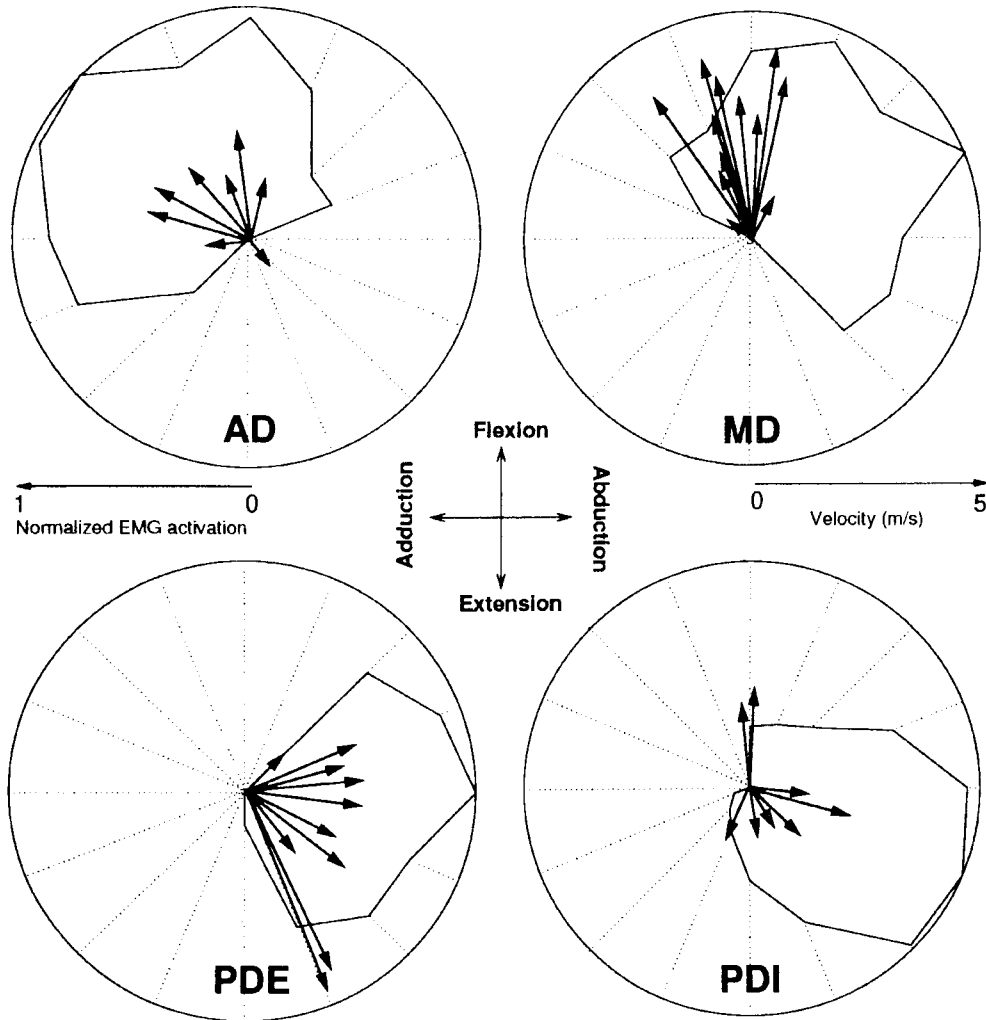 AD
MD
Flexion
Adduction
Abduction
Extension
1 0
Normalized EMG activation
0 5
Velocity (m/s)
PDE
PDI